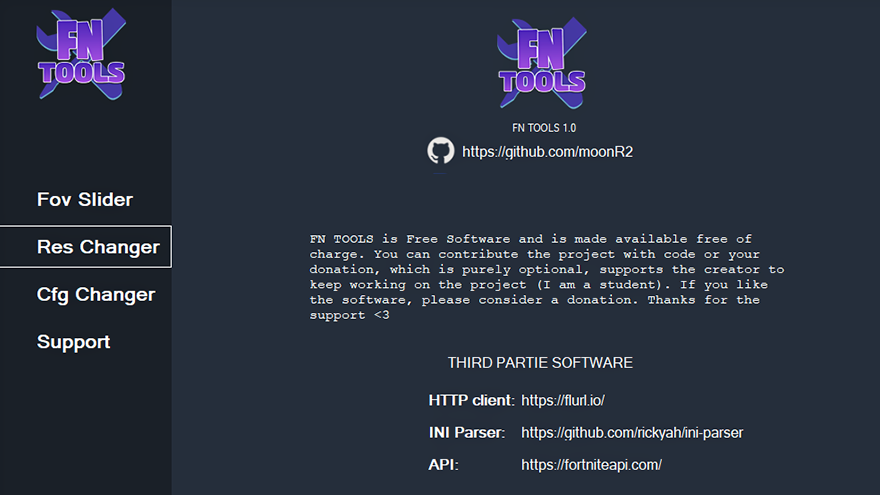 FN
TOOLS
Fov Slider
Res Changer
Cfg Changer
Support
FN
TOOLS
FN TOOLS 1.0
https://github.com/moonR2
FN TOOLS is Free Software and is made available free of
charge. You can contribute the project with code or your
donation, which is purely optional, supports the creator to
keep working on the project (I am a student). If you like
the software, please consider a donation. Thanks for the
support <3
THIRD PARTIE SOFTWARE
HTTP client: https://flurl.io/
INI Parser: https://github.com/rickyah/ini-parser
API: https://fortniteapi.com/